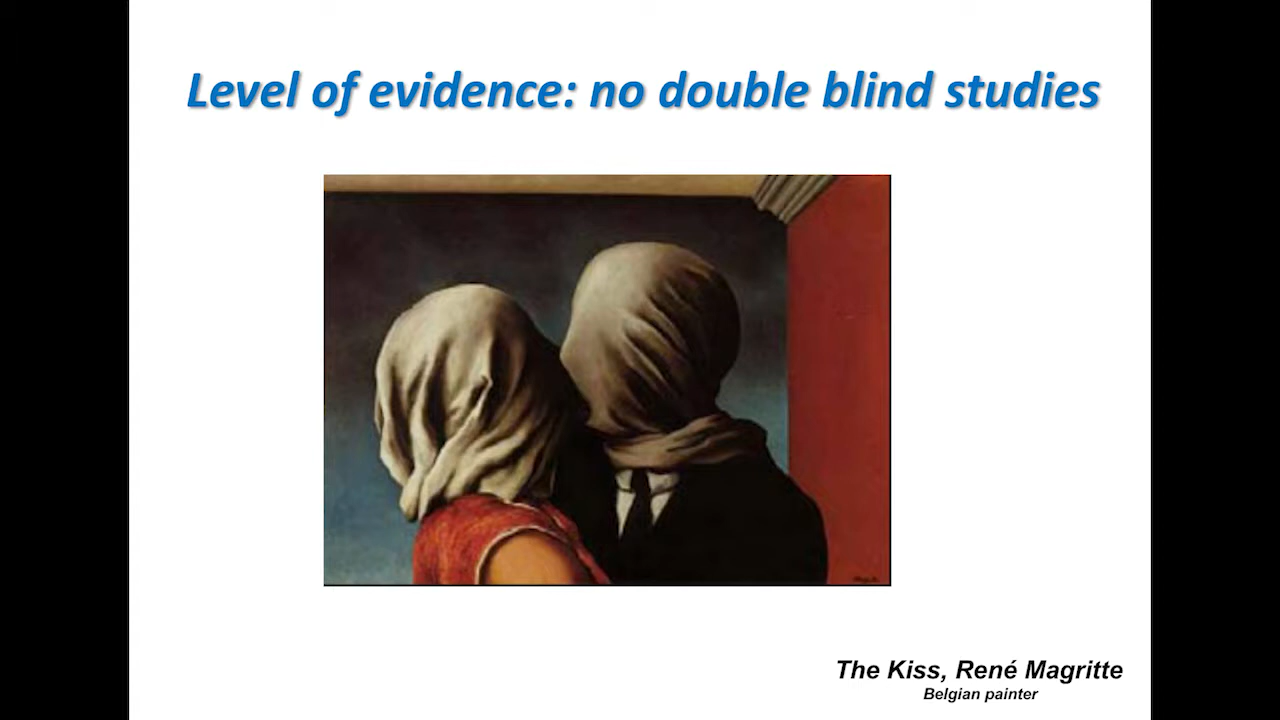 Level of evidence: no double blind studies
The Kiss, René Magritte
Belgian painter